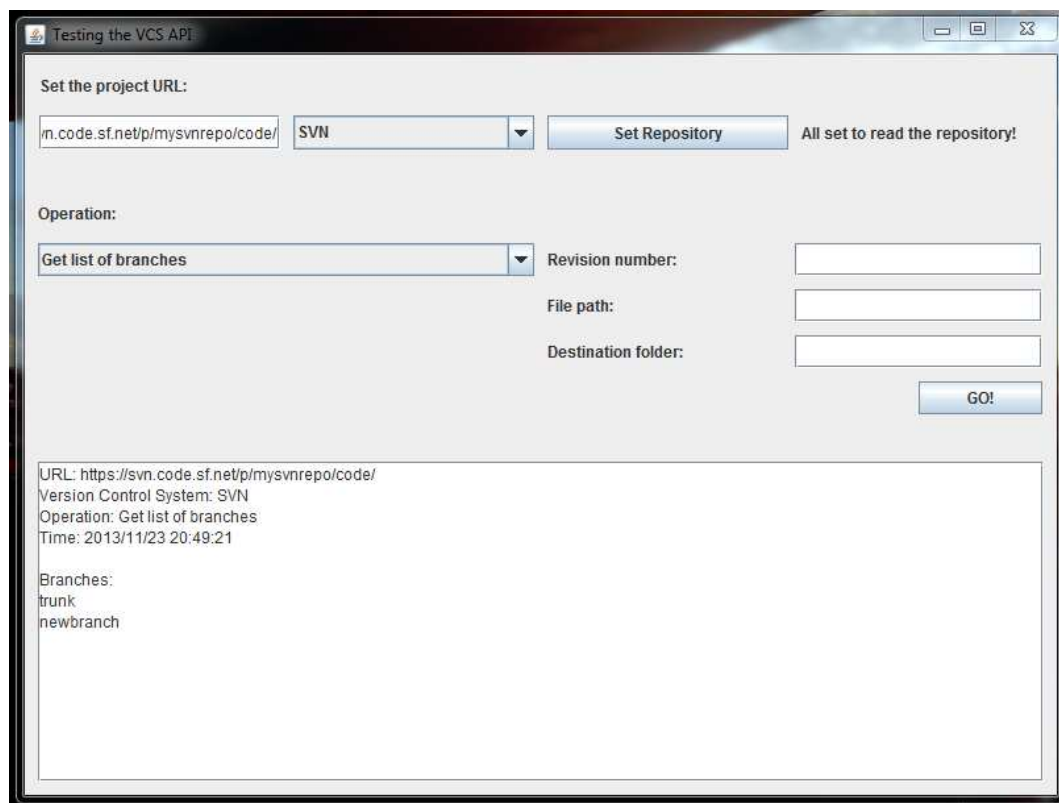 Testing the VCS API
Set the project URL:
vn.code.sf.net/p/mysvnrepo/code/ SVN Set Repository All set to read the repository!
Operation:
Get list of branches Revision number:
File path:
Destination folder:
GO!
URL: https://svn.code.sf.net/p/mysvnrepo/code/
Version Control System: SVN
Operation: Get list of branches
Time: 2013/11/23 20:49:21
Branches:
trunk
newbranch